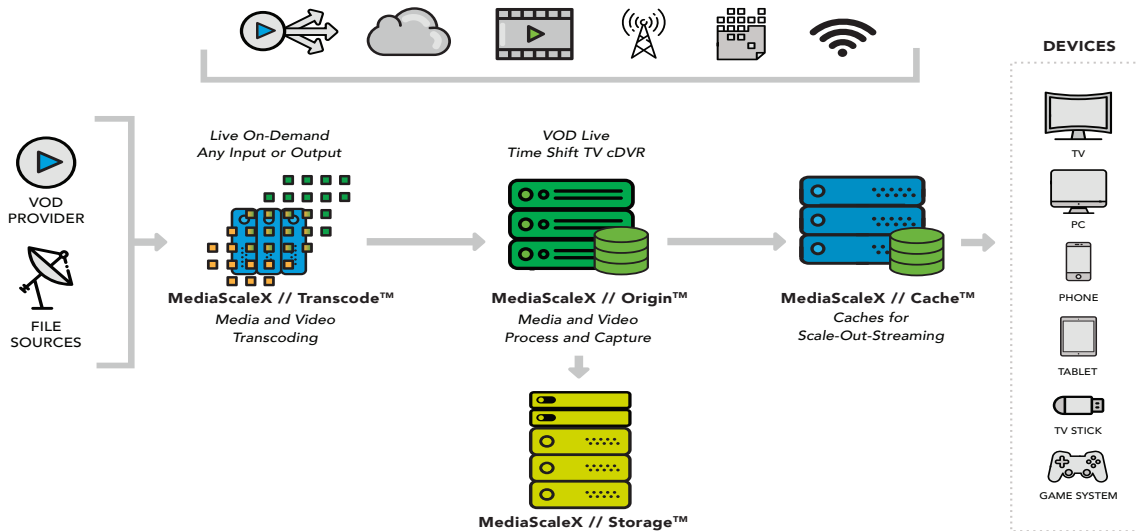 DEVICES
Live On-Demand
Any Input or Output
VOD Live
Time Shift TV cDVR
VOD
PROVIDER
FILE
SOURCES
MediaScaleX // Transcode™
Media and Video
Transcoding
MediaScaleX // Origin™
Media and Video
Process and Capture
MediaScaleX // Cache™
Caches for
Scale-Out-Streaming
MediaScaleX // Storage™
TV
PC
PHONE
TABLET
TV STICK
GAME SYSTEM